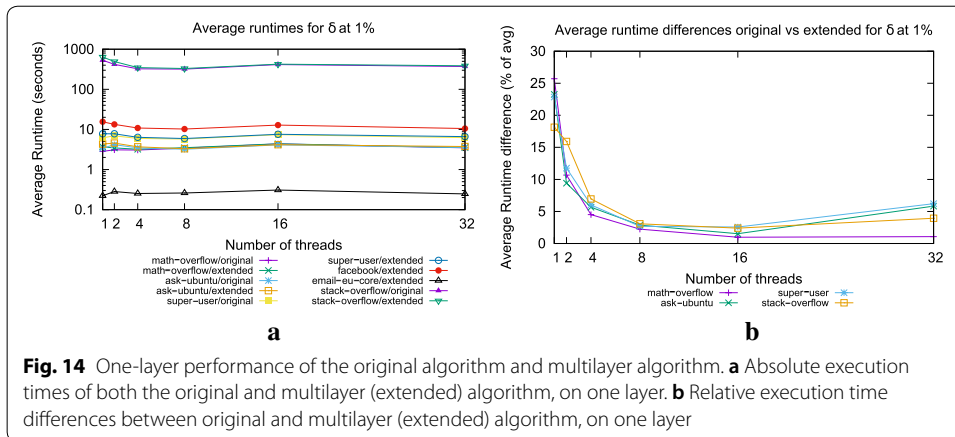 Average runtimes for δ at 1%
Average Runtime (seconds)
1000
100
10
1
0.1
1 2 4 8 16 32
Number of threads
math−overflow/original
math−overflow/extended
ask−ubuntu/original
ask−ubuntu/extended
super−user/original
super−user/extended
facebook/extended
email−eu−core/extended
stack−overflow/original
stack−overflow/extended
a
Average runtime differences original vs extended for δ at 1%
Average Runtime difference (% of avg)
30
25
20
15
10
5
0
1 2 4 8 16 32
Number of threads
math−overflow
ask−ubuntu
super−user
stack−overflow
b
Fig. 14 One-layer performance of the original algorithm and multilayer algorithm. a Absolute execution
times of both the original and multilayer (extended) algorithm, on one layer. b Relative execution time
differences between original and multilayer (extended) algorithm, on one layer